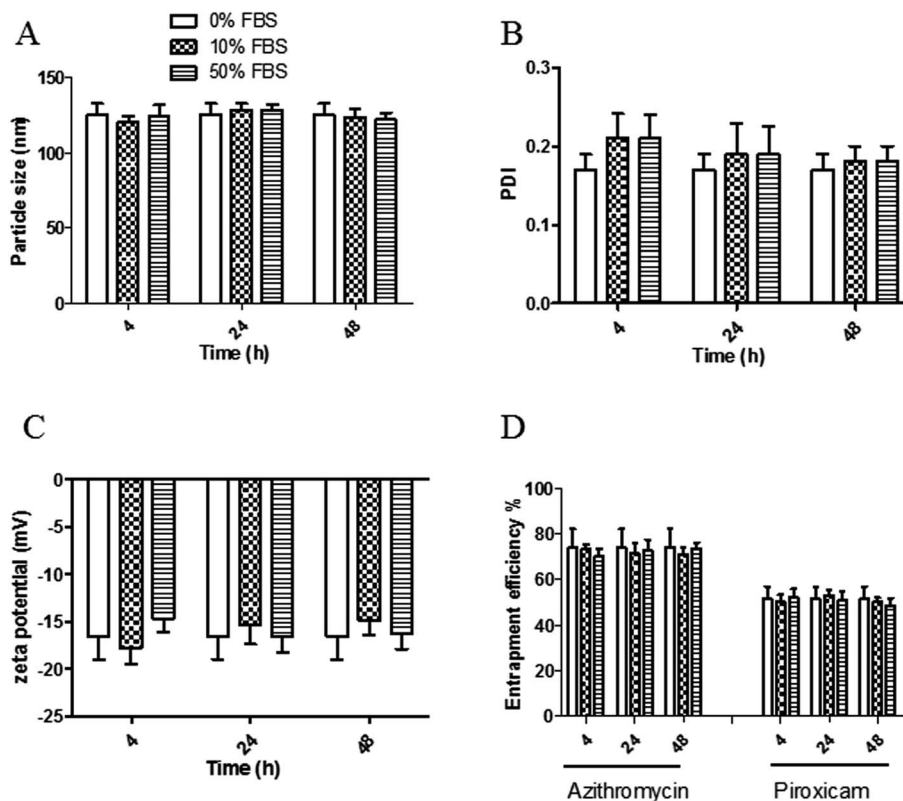 A
0% FBS
10% FBS
50% FBS
150
100
50
0
Particle size (nm)
4
24
48
Time (h)
B
0.3
0.2
0.1
0.0
PDI
4
24
48
Time (h)
C
0
-5
-10
-15
-20
-25
zeta potential (mV)
4
24
48
Time (h)
D
100
80
60
40
20
0
Entrapment efficiency %
4
24
48
4
24
48
Azithromycin
Piroxicam